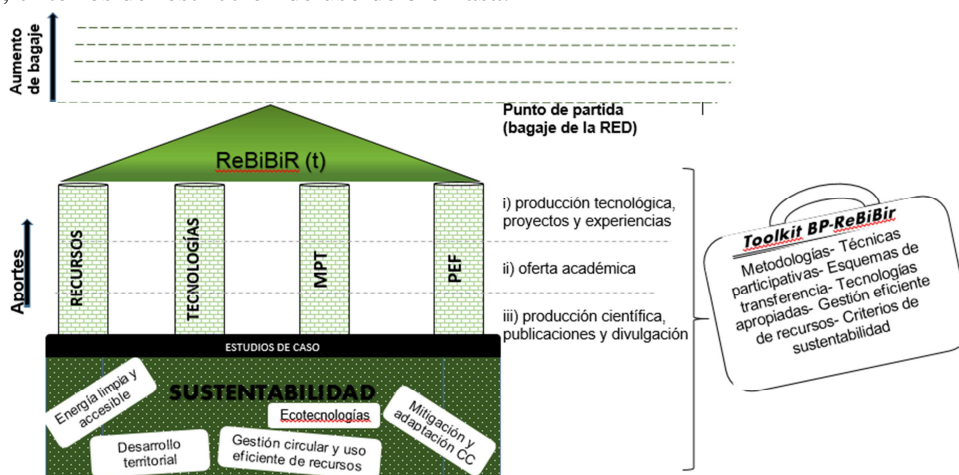 Aumento
de bagaje
Punto de partida
(bagaje de la RED)
ReBiBiR (t)
Aportes
RECURSOS
TECNOLOGÍAS
MPT
PEF
i) producción tecnológica,
proyectos y experiencias
ii) oferta académica
iii) producción científica,
publicaciones y divulgación
Toolkit BP-ReBiBir
Metodologías- Técnicas
participativas- Esquemas de
transferencia- Tecnologías
apropiadas- Gestión eficiente
de recursos- Criterios de
sustentabilidad
ESTUDIOS DE CASO
SUSTENTABILIDAD
Energía limpia y
accesible
Ecotecnologías
Mitigación y
adaptación CC
Desarrollo
territorial
Gestión circular y uso
eficiente de recursos